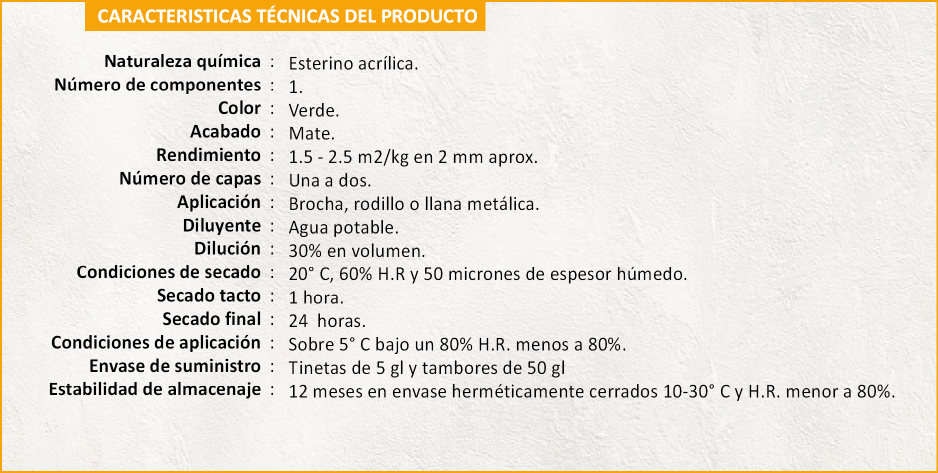 CARACTERISTICAS TÉCNICAS DEL PRODUCTO
Naturaleza química : Esterino acrílica.
Número de componentes : 1.
Color : Verde.
Acabado : Mate.
Rendimiento : 1.5 - 2.5 m2/kg en 2 mm aprox.
Número de capas : Una a dos.
Aplicación : Brocha, rodillo o llana metálica.
Diluyente : Agua potable.
Dilución : 30% en volumen.
Condiciones de secado : 20° C, 60% H.R y 50 micrones de espesor húmedo.
Secado tacto : 1 hora.
Secado final : 24 horas.
Condiciones de aplicación : Sobre 5° C bajo un 80% H.R. menos a 80%.
Envase de suministro : Tinetas de 5 gl y tambores de 50 gl
Estabilidad de almacenaje : 12 meses en envase herméticamente cerrados 10-30° C y H.R. menor a 80%.